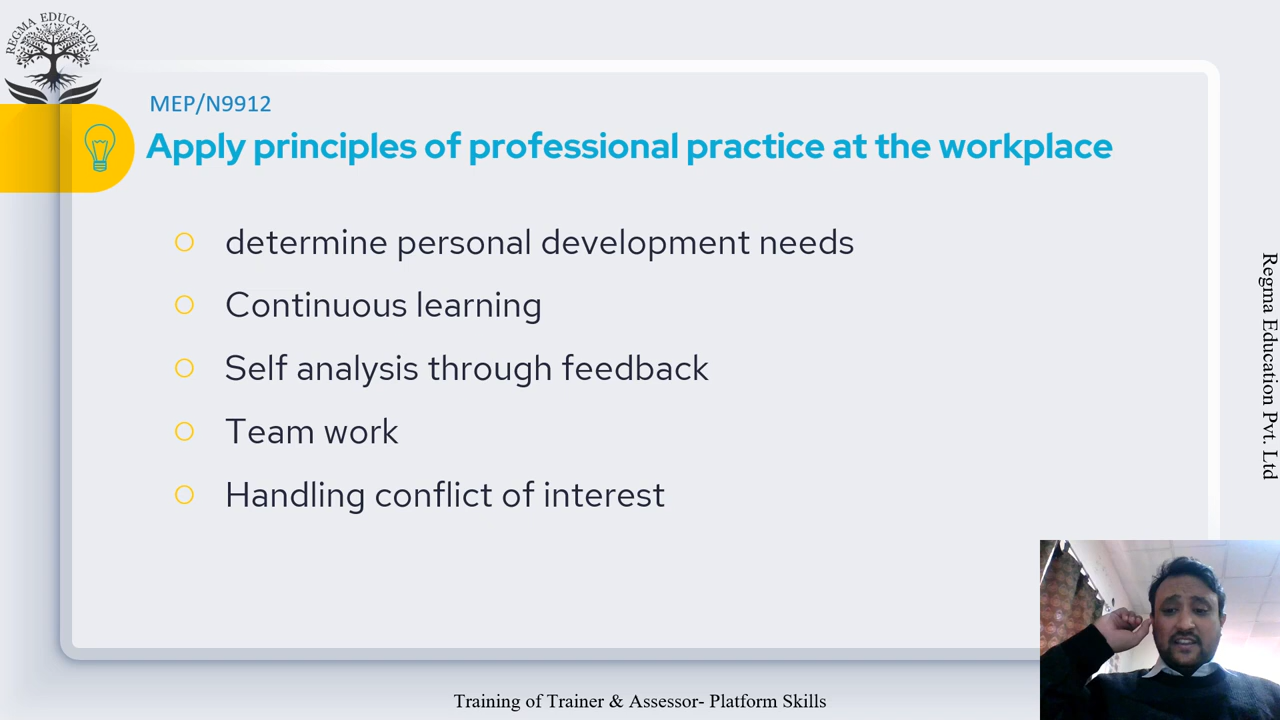 REGMA EDUCATION
MEP/N9912
Apply principles of professional practice at the workplace
determine personal development needs
Continuous learning
Self analysis through feedback
Team work
Handling conflict of interest
Regma Education Pvt. Ltd
Training of Trainer & Assessor- Platform Skills